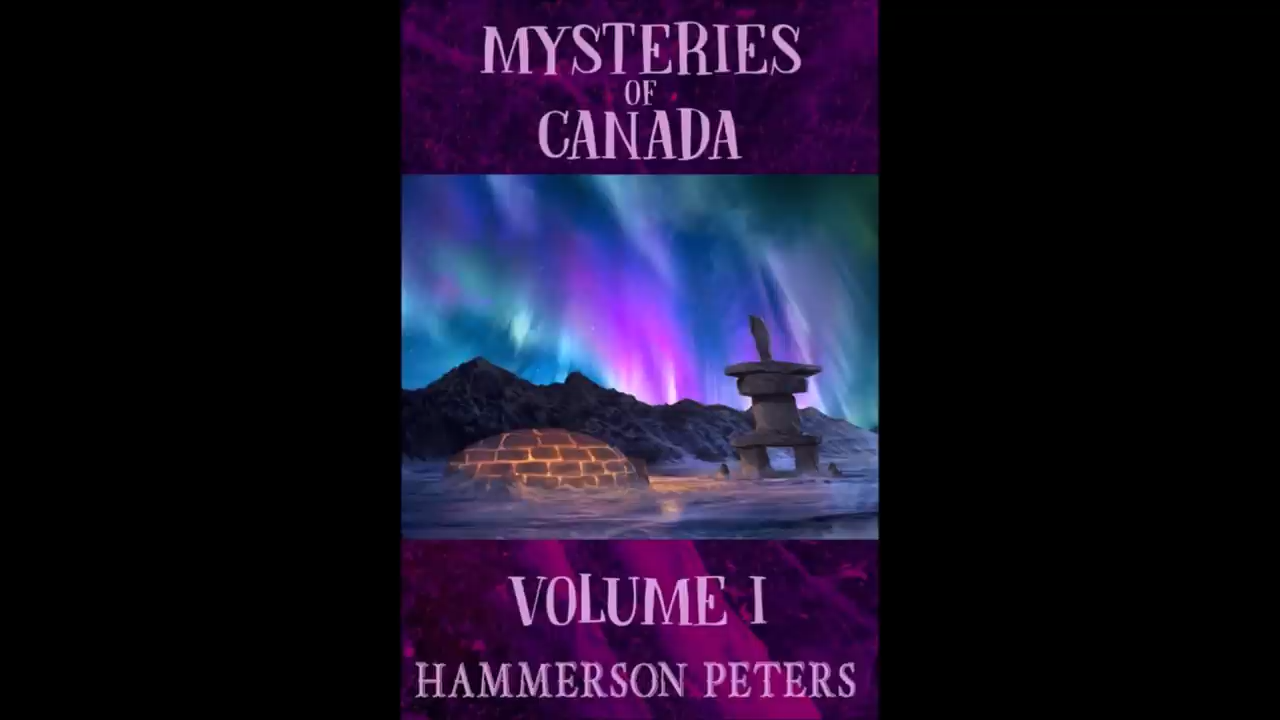 MYSTERIES
OF
CANADA
VOLUME I
HAMMERSON PETERS